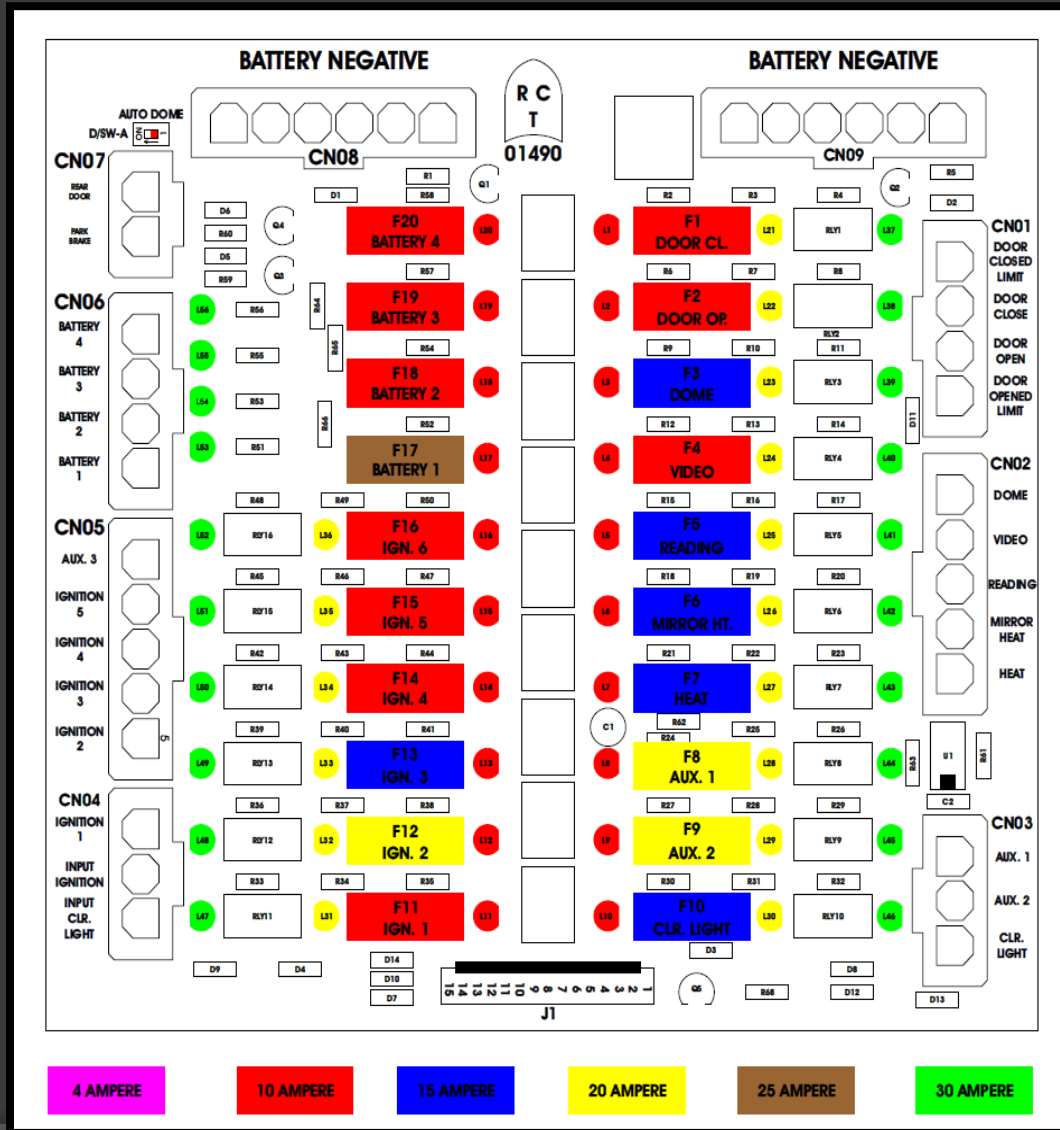 BATTERY NEGATIVE
BATTERY NEGATIVE
R C
T
01490
AUTO DOME
D/SW-A
NO
1
CN07
REAR
DOOR
PARK
BRAKE
CN08
CN09
R1
R58
D1
Q1
D6
R60
D5
R59
Q4
Q3
F20
BATTERY 4
L20
R57
F19
BATTERY 3
L19
R54
F18
BATTERY 2
L18
R52
F17
BATTERY 1
L17
R64
R65
R66
CN06
BATTERY
4
BATTERY
3
BATTERY
2
BATTERY
1
L56
R56
L55
R55
L54
R53
L53
R51
R48
R49
R50
CN05
AUX. 3
IGNITION
5
IGNITION
4
IGNITION
3
IGNITION
2
5
L52
RLY16
L36
F16
IGN. 6
L16
R45
R46
R47
L51
RLY15
L35
F15
IGN. 5
L15
R42
R43
R44
L50
RLY14
L34
F14
IGN. 4
L14
R39
R40
R41
L49
RLY13
L33
F13
IGN. 3
L13
R36
R37
R38
CN04
IGNITION
1
INPUT
IGNITION
INPUT
CLR.
LIGHT
L48
RLY12
L32
F12
IGN. 2
L12
R33
R34
R35
L47
RLY11
L31
F11
IGN. 1
L11
D9
D4
D14
D10
D7
R2
R3
R4
Q2
R5
D2
L1
F1
DOOR CL.
L21
RLY1
L37
R6
R7
R8
L2
F2
DOOR OP.
L22
L38
RLY2
R9
R10
R11
L3
F3
DOME
L23
RLY3
L39
D11
R12
R13
R14
L4
F4
VIDEO
L24
RLY4
L40
R15
R16
R17
L5
F5
READING
L25
RLY5
L41
R18
R19
R20
L6
F6
MIRROR HT.
L26
RLY6
L42
R21
R22
R23
L7
F7
HEAT
L27
RLY7
L43
C1
R62
R24
R25
R26
L8
F8
AUX. 1
L28
RLY8
L44
R63
U1
R61
C2
R27
R28
R29
L9
F9
AUX. 2
L29
RLY9
L45
R30
R31
R32
L10
F10
CLR. LIGHT
L30
RLY10
L46
D3
Q5
R68
D8
D12
D13
CN01
DOOR
CLOSED
LIMIT
DOOR
CLOSE
DOOR
OPEN
DOOR
OPENED
LIMIT
CN02
DOME
VIDEO
READING
MIRROR
HEAT
HEAT
CN03
AUX. 1
AUX. 2
CLR.
LIGHT
15 14 13 12 11 10 9 8 7 6 5 4 3 2 1
J1
4 AMPERE
10 AMPERE
15 AMPERE
20 AMPERE
25 AMPERE
30 AMPERE